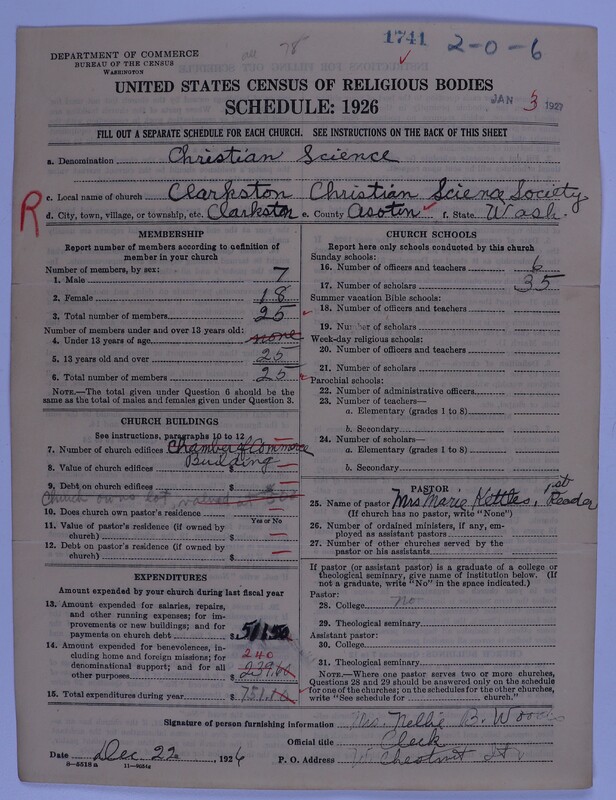 1741
2-0-6
78
DEPARTMENT OF COMMERCE
BUREAU OF THE CENSUS
WASHINGTON
UNITED STATES CENSUS OF RELIGIOUS BODIES
SCHEDULE: 1926
JAN 3 1927
FILL OUT A SEPARATE SCHEDULE FOR EACH CHURCH. SEE INSTRUCTIONS ON THE BACK OF THIS SHEET
a. Denomination Christian Science
R
c. Local name of church Clarkston Christian Science Society
d. City, town, village, or township, etc. Clarkston e. County Asotin f. State Wash.
MEMBERSHIP
Report number of members according to definition of
member in your church
Number of members, by sex:
1. Male 7
2. Female 18
3. Total number of members 25
Number of members under and over 13 years old:
4. Under 13 years of age none
5. 13 years old and over 25
6. Total number of members 25
NOTE.—The total given under Question 6 should be
same as the total of males and females given under Question 3.
CHURCH BUILDINGS
See instructions, paragraphs 10 to 12
7. Number of church edifices Chamber of Commerce
8. Value of church edifices Building
9. Debt on church edifices $
Church owns lot valued at
10. Does church own pastor's residence
Yes or No
11. Value of pastor's residence (if owned by
church) $
12. Debt on pastor's residence (if owned by
church) $
EXPENDITURES
Amount expended by your church during last fiscal year
13. Amount expended for salaries, repairs,
and other running expenses; for im-
provements or new buildings; and for
payments on church debt $
14. Amount expended for benevolences, in-
cluding home and foreign missions; for
denominational support; and for all
other purposes
240
15. Total expenditures during year $
CHURCH SCHOOLS
Report here only schools conducted by this church
Sunday schools:
16. Number of officers and teachers 6
17. Number of scholars 35
Summer vacation Bible schools:
18. Number of officers and teachers
19. Number of scholars
Week-day religious schools:
20. Number of officers and teachers
21. Number of scholars
Parochial schools:
22. Number of administrative officers
23. Number of teachers—
a. Elementary (grades 1 to 8)
b. Secondary
24. Number of scholars—
a. Elementary (grades 1 to 8)
b. Secondary
PASTOR
25. Name of pastor Mrs Marie Kettles, 1st Reader
(If church has no pastor, write "None")
26. Number of ordained ministers, if any, em-
ployed as assistant pastors
27. Number of other churches served by the
pastor or his assistants
If pastor (or assistant pastor) is a graduate of a college or
theological seminary, give name of institution below. (If
not a graduate, write "No" in the space indicated.)
Pastor:
28. College no
29. Theological seminary
Assistant pastor:
30. College
31. Theological seminary
NOTE.—Where one pastor serves two or more churches,
Questions 28 and 29 should be answered only on the schedule
for one of the churches; on the schedules for the other churches,
write "See schedule for church."
Signature of person furnishing information Mrs. Nellie B.
Official title Clerk
Date Dec 22, 1926 P. O. Address Chestnut St
8-5518 a 11-9034